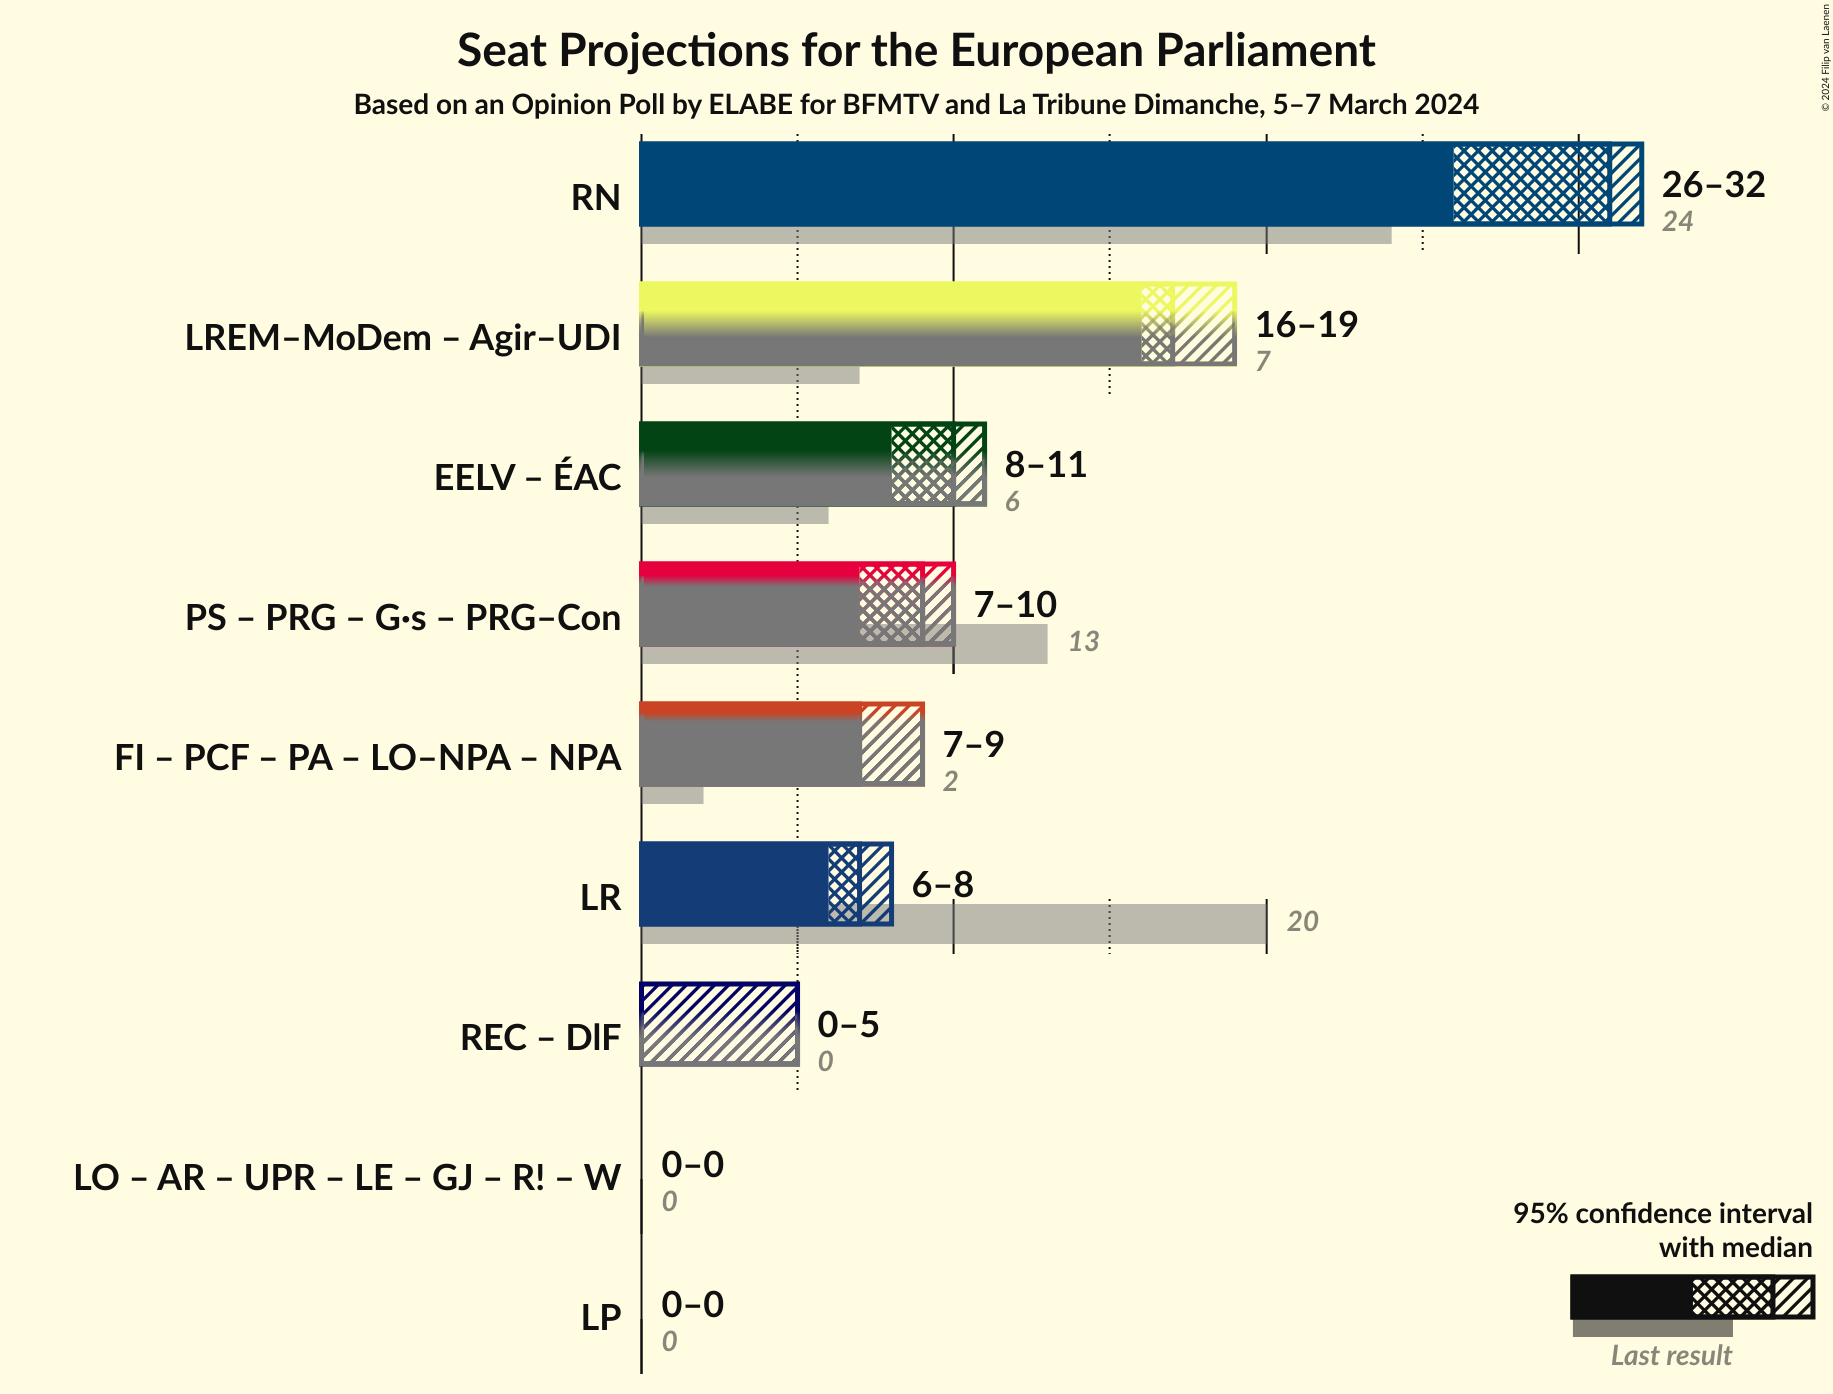 Seat Projections for the European Parliament
Based on an Opinion Poll by ELABE for BFMTV and La Tribune Dimanche, 5–7 March 2024
© 2024 Filip van Laenen
RN
26–32
24
LREM–MoDem – Agir–UDI
16–19
7
EELV – ÉAC
8–11
6
PS – PRG – G·s – PRG–Con
7–10
13
FI – PCF – PA – LO–NPA – NPA
7–9
2
LR
6–8
20
REC – DlF
0–5
0
LO – AR – UPR – LE – GJ – R! – W
0–0
0
LP
0–0
0
95% confidence interval
with median
Last result